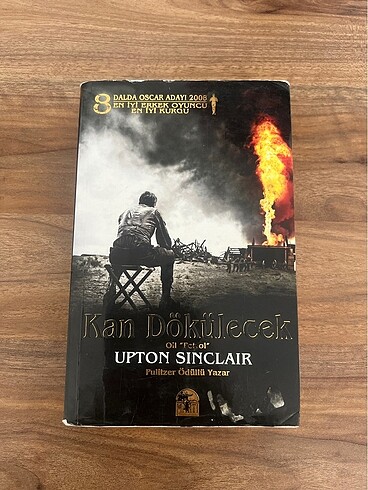 8 DALDA OSCAR ADAYI 2008
EN İYİ ERKEK OYUNCU
EN İYİ KURGU
Kan Dökülecek
Oil "Petrol"
UPTON SINCLAIR
Pulitzer Ödüllü Yazar